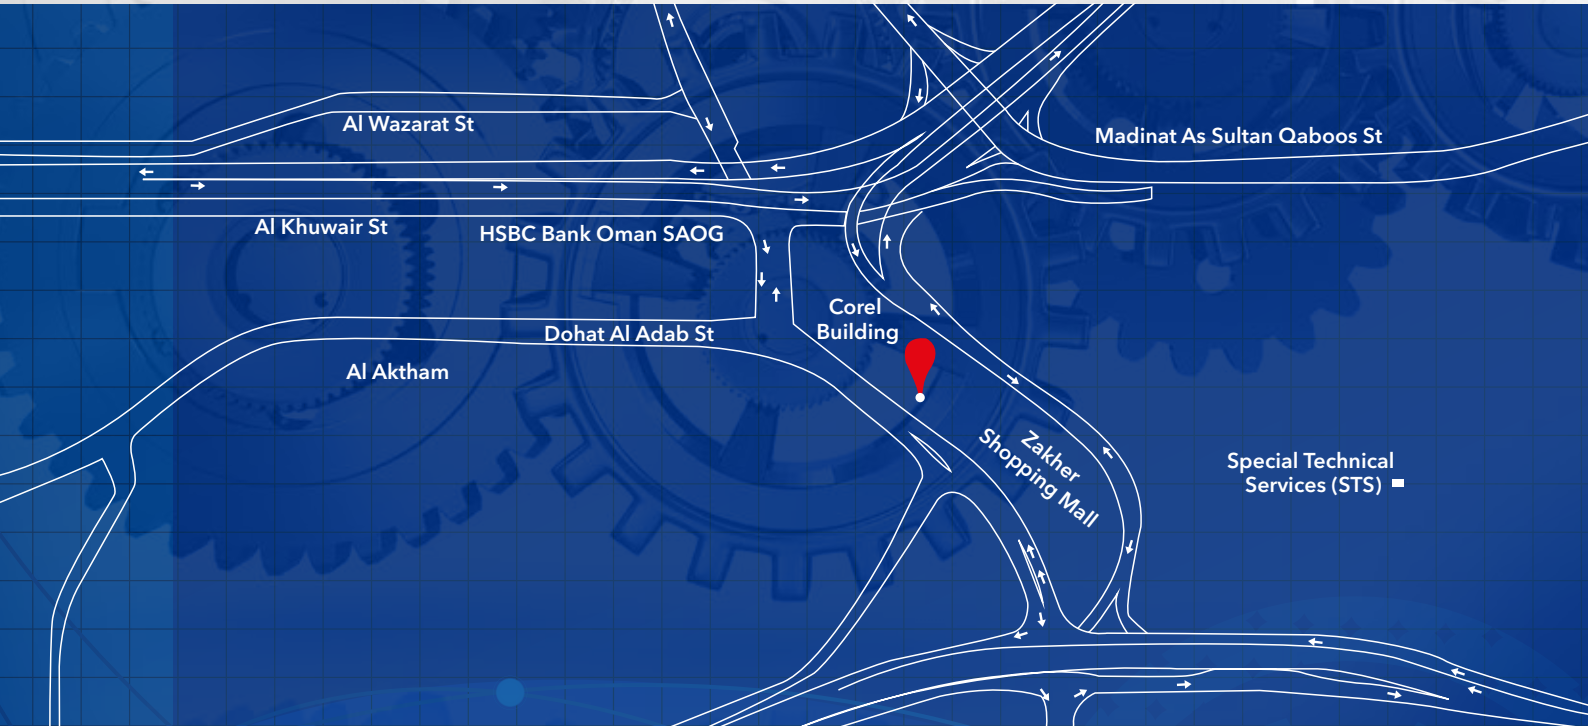 Al Wazarat St
Madinat As Sultan Qaboos St
Al Khuwair St
HSBC Bank Oman SAOG
Corel
Building
Dohat Al Adab St
Al Aktham
Zakher
Shopping Mall
Special Technical
Services (STS)